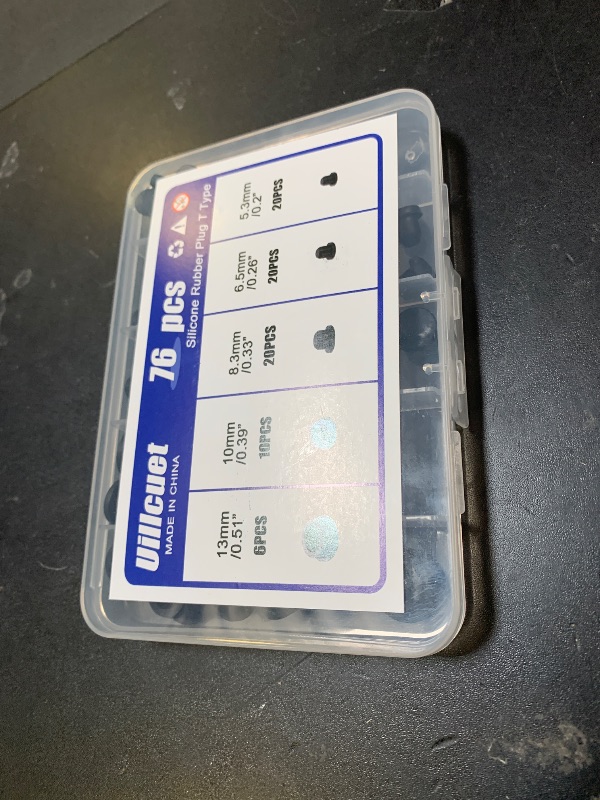 Uillcuet
MADE IN CHINA
76 pcs
Silicone Rubber Plug T Type
13mm
/0.51"
6PCS
10mm
/0.39"
10PCS
8.3mm
/0.33"
20PCS
6.5mm
/0.26"
20PCS
5.3mm
/0.2"
20PCS